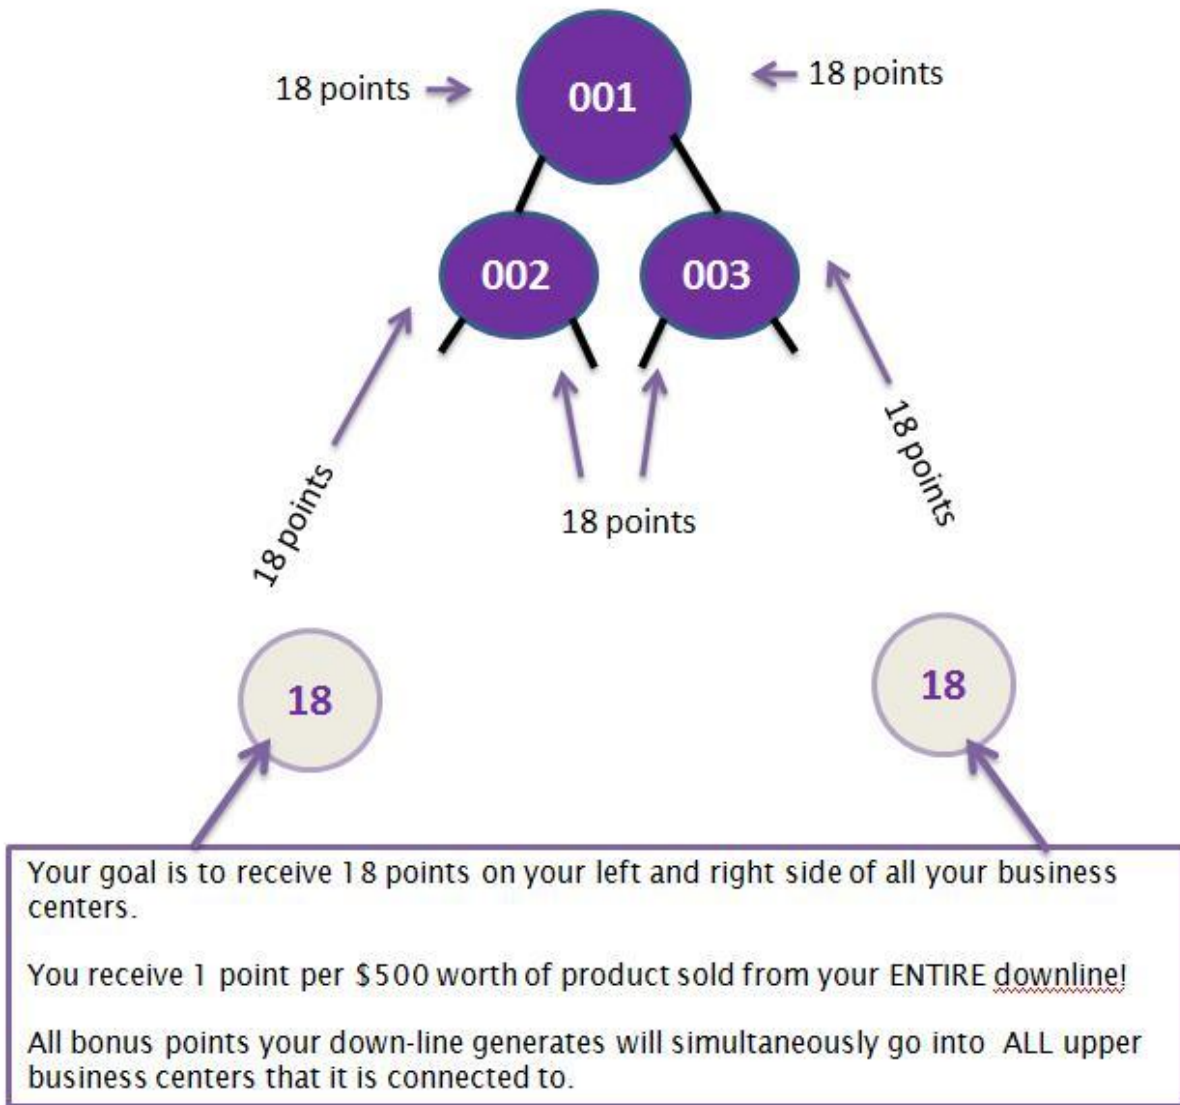 18 points
001
18 points
002
003
18 points
18 points
18 points
18
18
Your goal is to receive 18 points on your left and right side of all your business
centers.
You receive 1 point per $500 worth of product sold from your ENTIRE downline!
All bonus points your down-line generates will simultaneously go into ALL upper
business centers that it is connected to.